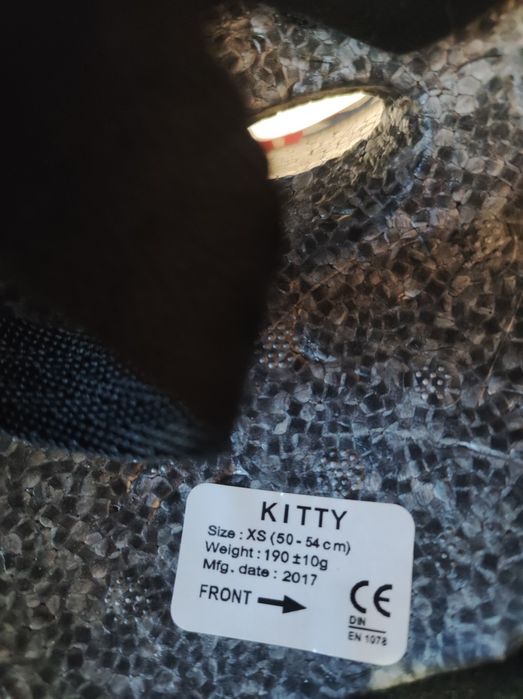 KITTY
Size : XS (50 - 54 cm)
Weight : 190 ±10g
Mfg. date : 2017
FRONT
CE
DIN
EN 1078